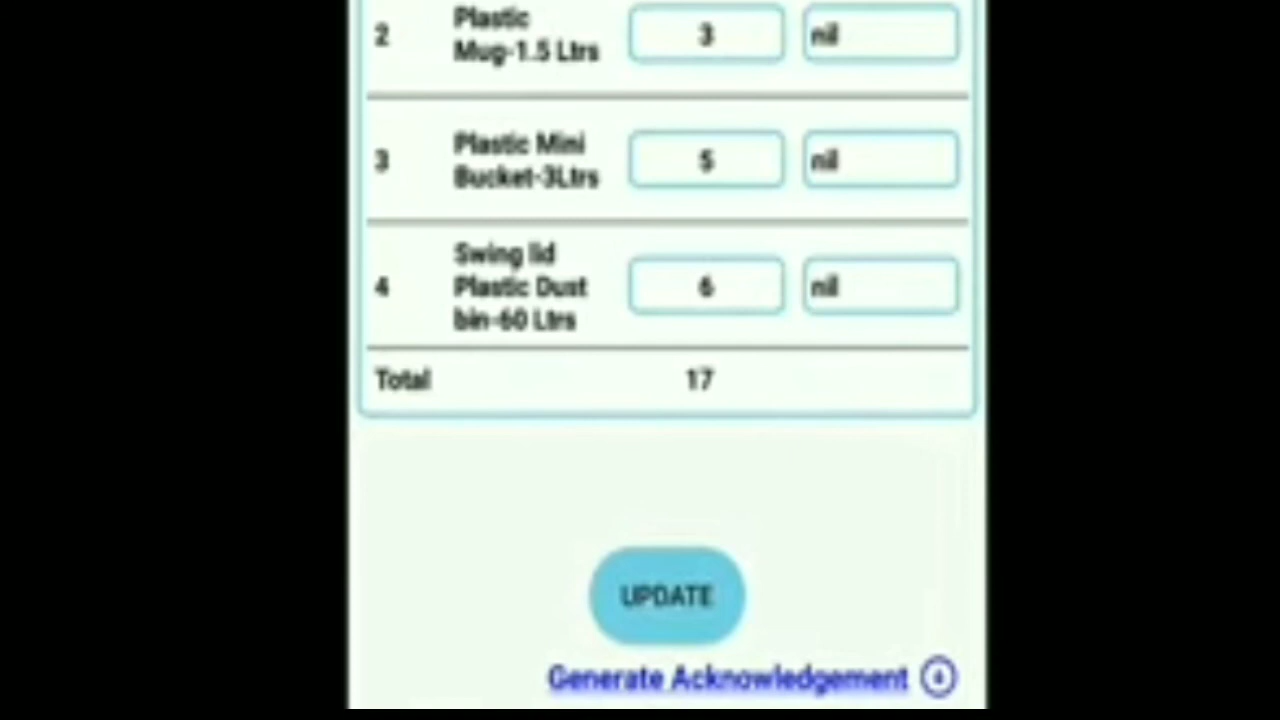 2 Plastic 3 nil
Mug-1.5 Ltrs
3 Plastic Mini 5 nil
Bucket-3Ltrs
4 Swing lid 6 nil
Plastic Dust
bin-60 Ltrs
Total 17
UPDATE
Generate Acknowledgement